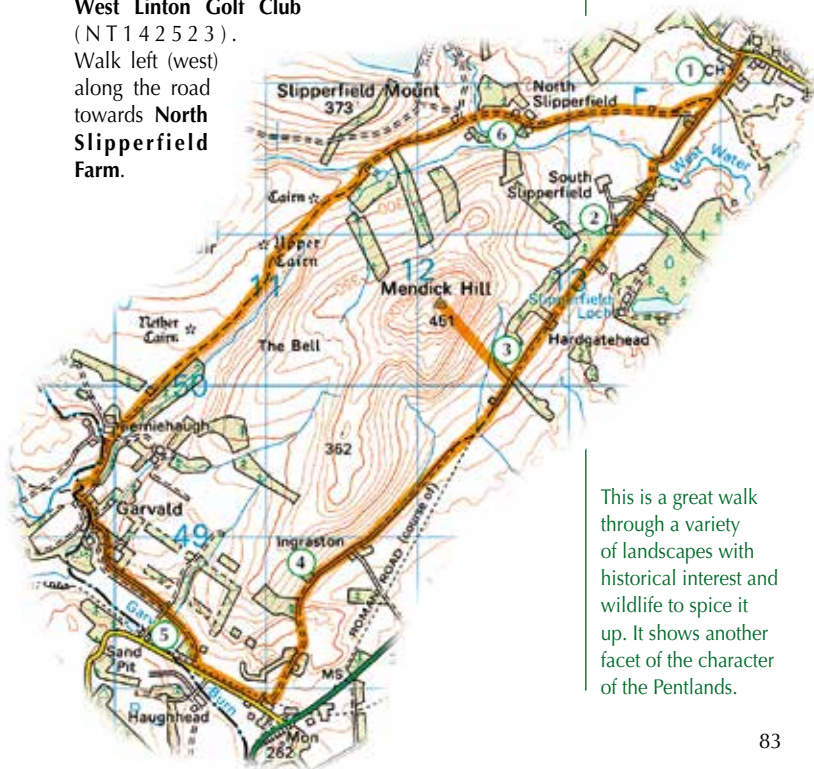 West Linton Golf Club
(NT142523).
Walk left (west)
along the road
towards North
Slipperfield
Farm.
1
CH
Slipperfield Mount
373
North
Slipperfield
6
West Water
South
Slipperfield
2
Cairn
Upper
Cairn
11
12
13
Mendick Hill
451
Slipperfield
Loch
Nether
Cairn
The Bell
3
Hardgatehead
50
362
Garvald
49
Ingraston
4
ROMAN ROAD (course of)
5
Sand
Pit
Burn
MS
Haughhead
Mon
262
This is a great walk
through a variety
of landscapes with
historical interest and
wildlife to spice it
up. It shows another
facet of the character
of the Pentlands.
83